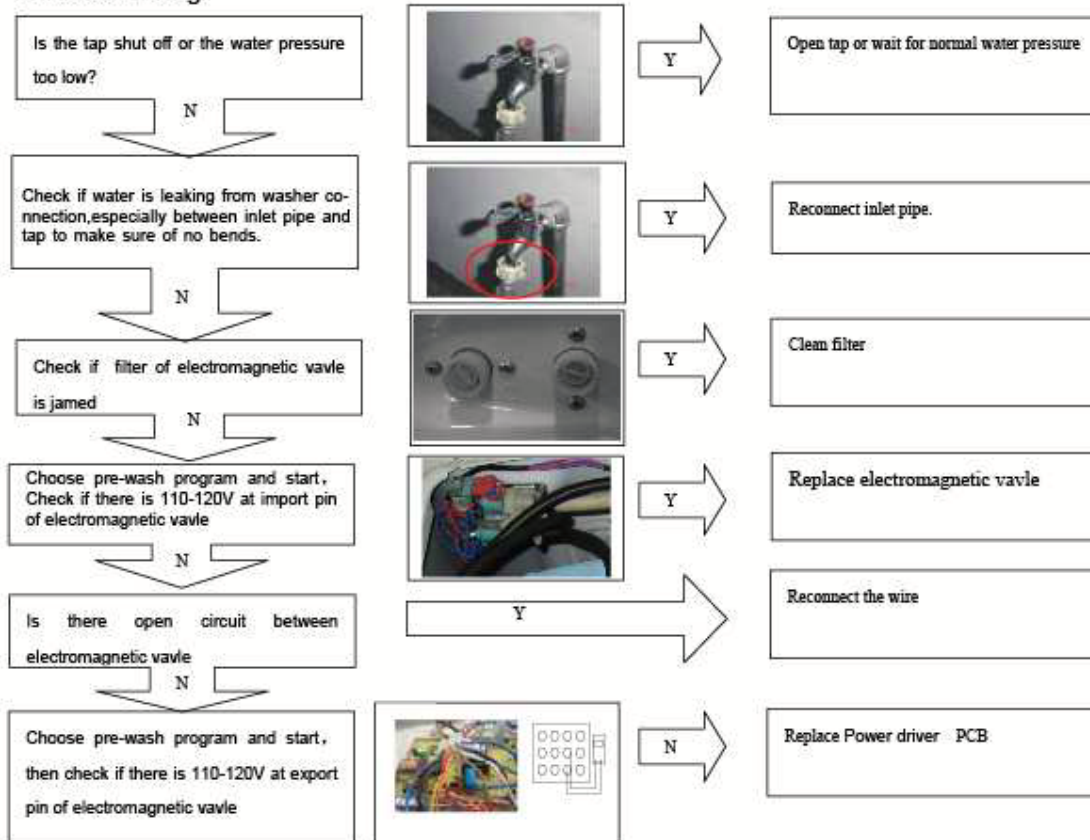 Is the tap shut off or the water pressure
too low?
Y
Open tap or wait for normal water pressure
N
Check if water is leaking from washer co-
nnection,especially between inlet pipe and
tap to make sure of no bends.
Y
Reconnect inlet pipe.
N
Check if filter of electromagnetic vavle
is jamed
Y
Clean filter
N
Choose pre-wash program and start,
Check if there is 110-120V at import pin
of electromagnetic vavle
Y
Replace electromagnetic vavle
N
Is there open circuit between
electromagnetic vavle
Y
Reconnect the wire
N
Choose pre-wash program and start,
then check if there is 110-120V at export
pin of electromagnetic vavle
N
Replace Power driver PCB